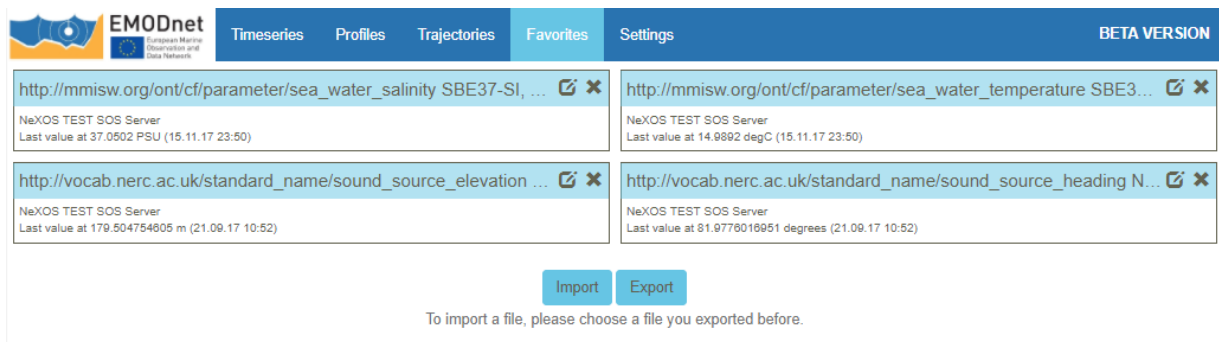 EMODnet
European Marine
Observation and
Data Network
Timeseries Profiles Trajectories Favorites Settings BETA VERSION
http://mmisw.org/ont/cf/parameter/sea_water_salinity SBE37-SI, ...
NeXOS TEST SOS Server
Last value at 37.0502 PSU (15.11.17 23:50)
http://mmisw.org/ont/cf/parameter/sea_water_temperature SBE3...
NeXOS TEST SOS Server
Last value at 14.9892 degC (15.11.17 23:50)
http://vocab.nerc.ac.uk/standard_name/sound_source_elevation ...
NeXOS TEST SOS Server
Last value at 179.504754605 m (21.09.17 10:52)
http://vocab.nerc.ac.uk/standard_name/sound_source_heading N...
NeXOS TEST SOS Server
Last value at 81.9776016951 degrees (21.09.17 10:52)
Import Export
To import a file, please choose a file you exported before.